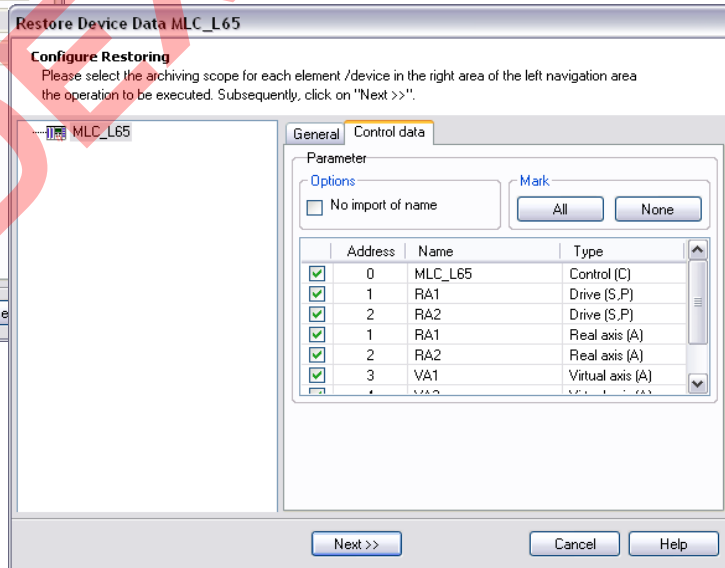 Restore Device Data MLC_L65
Configure Restoring
Please select the archiving scope for each element /device in the right area of the left navigation area
the operation to be executed. Subsequently, click on "Next >>".
MLC_L65
General Control data
Parameter
Options Mark
No import of name All None
Address Name Type
0 MLC_L65 Control (C)
1 RA1 Drive (S,P)
2 RA2 Drive (S,P)
1 RA1 Real axis (A)
2 RA2 Real axis (A)
3 VA1 Virtual axis (A)
Next >> Cancel Help